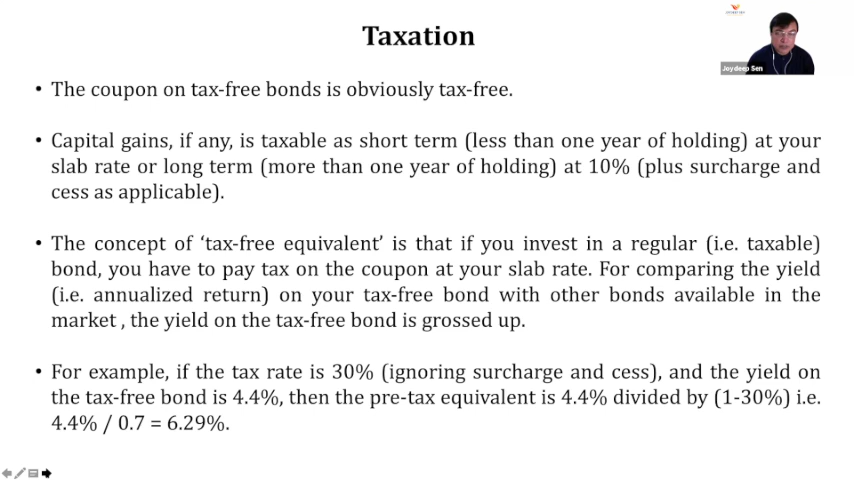 Taxation
Joydeep Sen
• The coupon on tax-free bonds is obviously tax-free.
• Capital gains, if any, is taxable as short term (less than one year of holding) at your
slab rate or long term (more than one year of holding) at 10% (plus surcharge and
cess as applicable).
• The concept of ‘tax-free equivalent’ is that if you invest in a regular (i.e. taxable)
bond, you have to pay tax on the coupon at your slab rate. For comparing the yield
(i.e. annualized return) on your tax-free bond with other bonds available in the
market , the yield on the tax-free bond is grossed up.
• For example, if the tax rate is 30% (ignoring surcharge and cess), and the yield on
the tax-free bond is 4.4%, then the pre-tax equivalent is 4.4% divided by (1-30%) i.e.
4.4% / 0.7 = 6.29%.